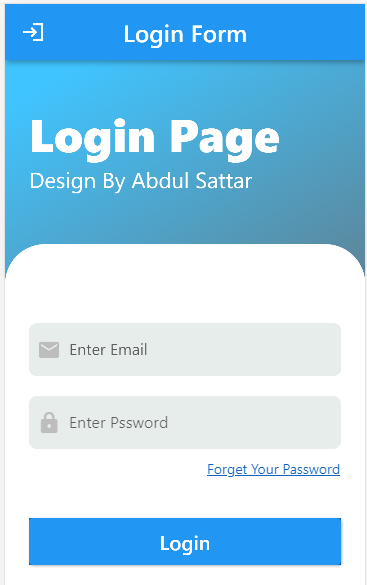 Login Form
Login Page
Design By Abdul Sattar
Enter Email
Enter Pssword
Forget Your Password
Login